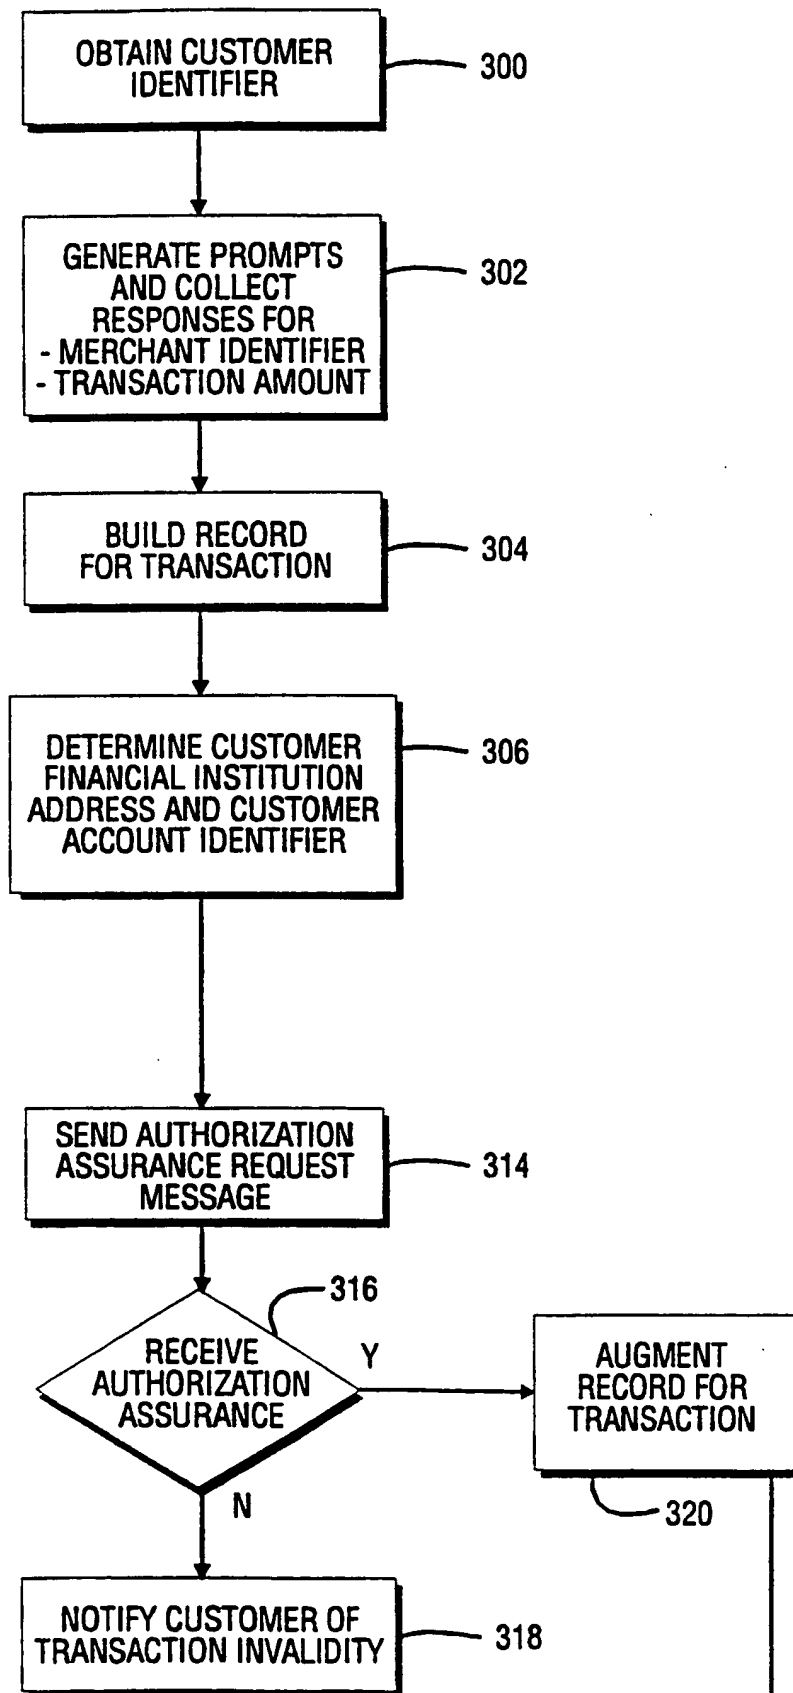 OBTAIN CUSTOMER
IDENTIFIER
300
GENERATE PROMPTS
AND COLLECT
RESPONSES FOR
- MERCHANT IDENTIFIER
- TRANSACTION AMOUNT
302
BUILD RECORD
FOR TRANSACTION
304
DETERMINE CUSTOMER
FINANCIAL INSTITUTION
ADDRESS AND CUSTOMER
ACCOUNT IDENTIFIER
306
SEND AUTHORIZATION
ASSURANCE REQUEST
MESSAGE
314
316
RECEIVE
AUTHORIZATION
ASSURANCE
Y
N
AUGMENT
RECORD FOR
TRANSACTION
320
NOTIFY CUSTOMER OF
TRANSACTION INVALIDITY
318